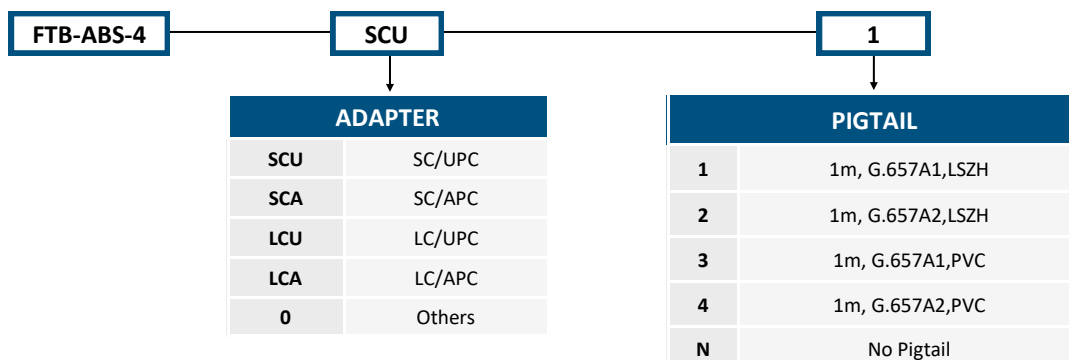 FTB-ABS-4 SCU 1
ADAPTER
SCU SC/UPC
SCA SC/APC
LCU LC/UPC
LCA LC/APC
0 Others
PIGTAIL
1 1m, G.657A1,LSZH
2 1m, G.657A2,LSZH
3 1m, G.657A1,PVC
4 1m, G.657A2,PVC
N No Pigtail